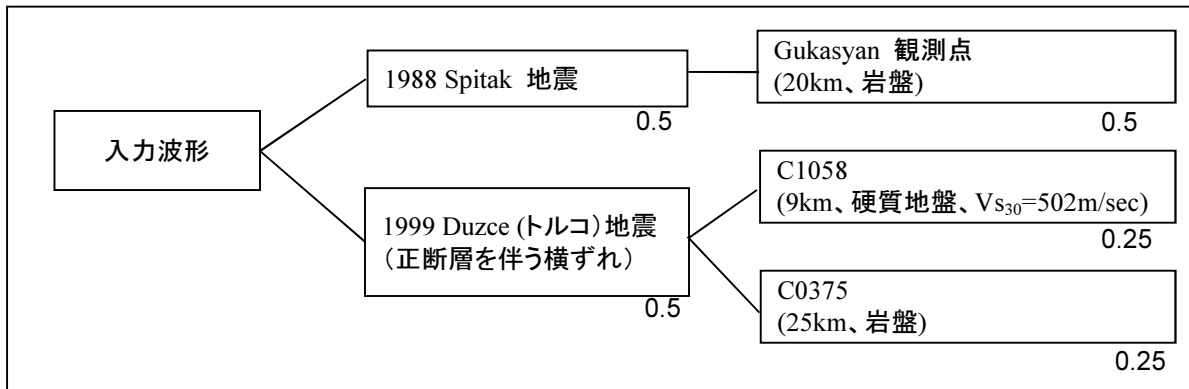 入力波形
1988 Spitak 地震
0.5
Gukasyan 観測点
(20km、岩盤)
0.5
1999 Duzce (トルコ)地震
(正断層を伴う横ずれ)
0.5
C1058
(9km、硬質地盤、Vs₃₀=502m/sec)
0.25
C0375
(25km、岩盤)
0.25